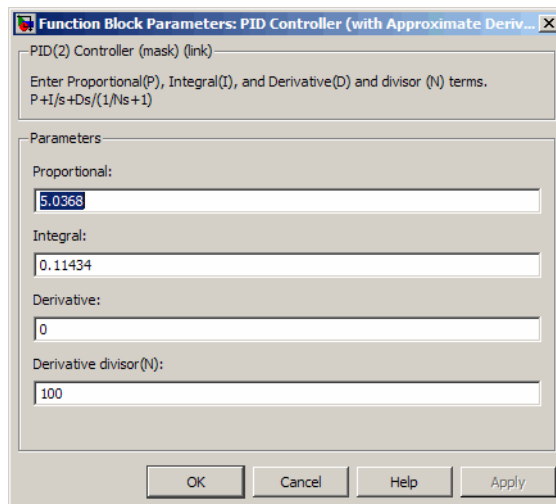 Function Block Parameters: PID Controller (with Approximate Deriv...
PID(2) Controller (mask) (link)
Enter Proportional(P), Integral(I), and Derivative(D) and divisor (N) terms.
P+I/s+Ds/(1/Ns+1)
Parameters
Proportional:
5.0368
Integral:
0.11434
Derivative:
0
Derivative divisor(N):
100
OK Cancel Help Apply